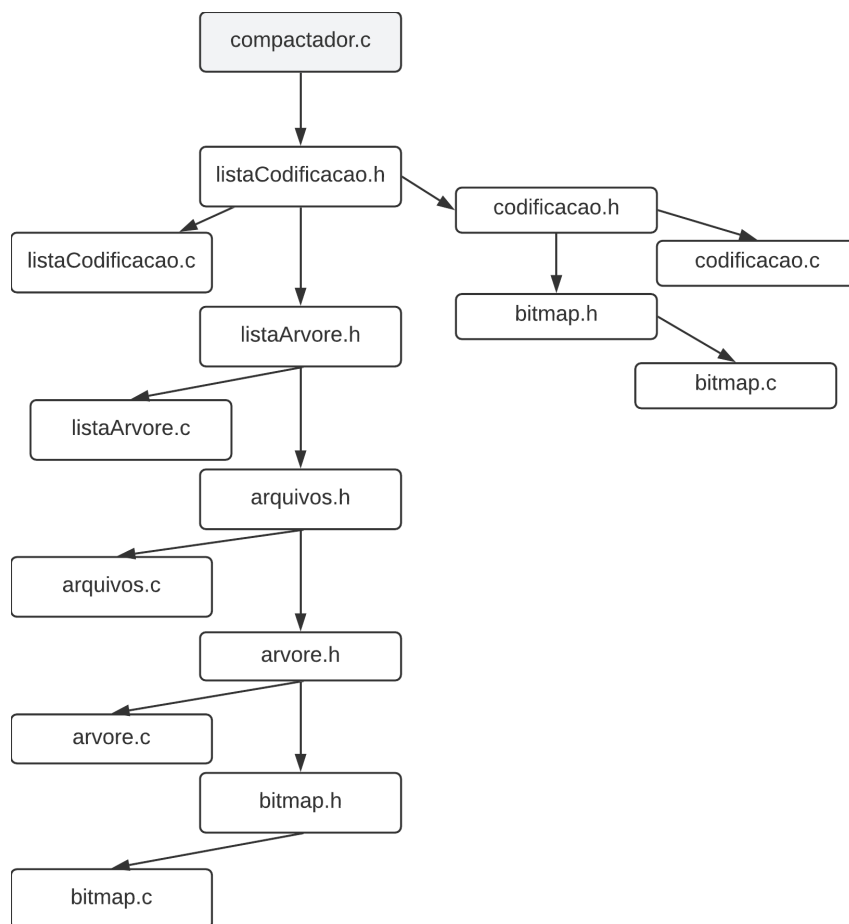 compactador.c
listaCodificacao.h
codificacao.h
listaCodificacao.c
codificacao.c
bitmap.h
listaArvore.h
bitmap.c
listaArvore.c
arquivos.h
arquivos.c
arvore.h
arvore.c
bitmap.h
bitmap.c